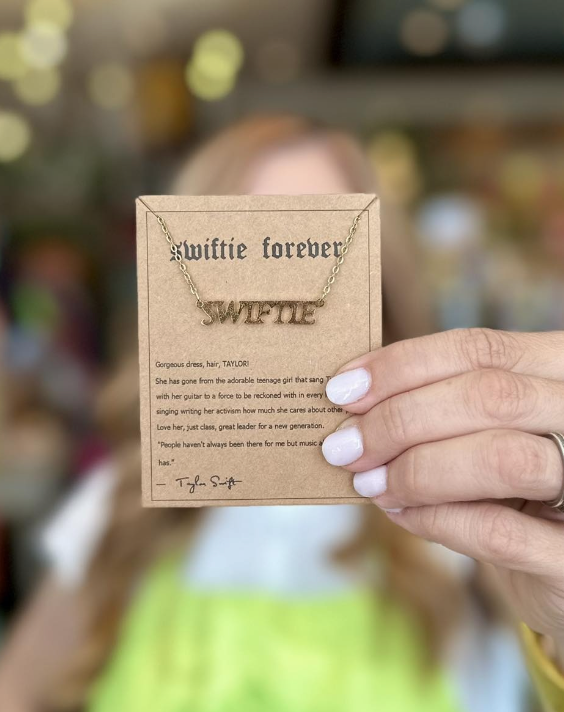 swiftie forever
SWIFTIE
Gorgeous dress, hair, TAYLOR!
She has gone from the adorable teenage girl that sang
with her guitar to a force to be reckoned with in every
singing writing her activism how much she cares about other
Love her, just class, great leader for a new generation.
"People haven't always been there for me but music
has."
— Taylor Swift